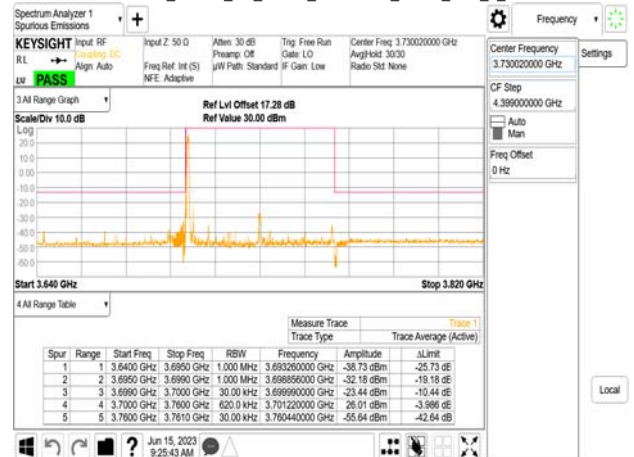 Spectrum Analyzer 1
Spurious Emissions
+
Frequency
KEYSIGHT
Input: RF
Coupling: DC
Align: Auto
Input Z: 50 Ω
Freq Ref: Int (S)
NFE: Adaptive
Atten: 30 dB
Preamp: Off
µW Path: Standard
Trig: Free Run
Gate: LO
IF Gain: Low
Center Freq: 3.730020000 GHz
Avg|Hold: 30/30
Radio Std: None
RL
LU PASS
3 All Range Graph
Scale/Div 10.0 dB
Ref Lvl Offset 17.28 dB
Ref Value 30.00 dBm
Log
20.0
10.0
0.00
-10.0
-20.0
-30.0
-40.0
-50.0
-60.0
Start 3.640 GHz
Stop 3.820 GHz
4 All Range Table
Measure Trace Trace 1
Trace Type Trace Average (Active)
Spur Range Start Freq Stop Freq RBW Frequency Amplitude ΔLimit
1 1 3.6400 GHz 3.6950 GHz 1.000 MHz 3.693260000 GHz -38.73 dBm -25.73 dB
2 2 3.6950 GHz 3.6990 GHz 1.000 MHz 3.698856000 GHz -32.18 dBm -19.18 dB
3 3 3.6990 GHz 3.7000 GHz 30.00 kHz 3.699990000 GHz -23.44 dBm -10.44 dB
4 4 3.7000 GHz 3.7600 GHz 620.0 kHz 3.701220000 GHz 26.01 dBm -3.986 dB
5 5 3.7600 GHz 3.7610 GHz 30.00 kHz 3.760440000 GHz -55.64 dBm -42.64 dB
Center Frequency
3.730020000 GHz
Settings
CF Step
4.399000000 GHz
Auto
Man
Freq Offset
0 Hz
Local
?
Jun 15, 2023
9:25:43 AM